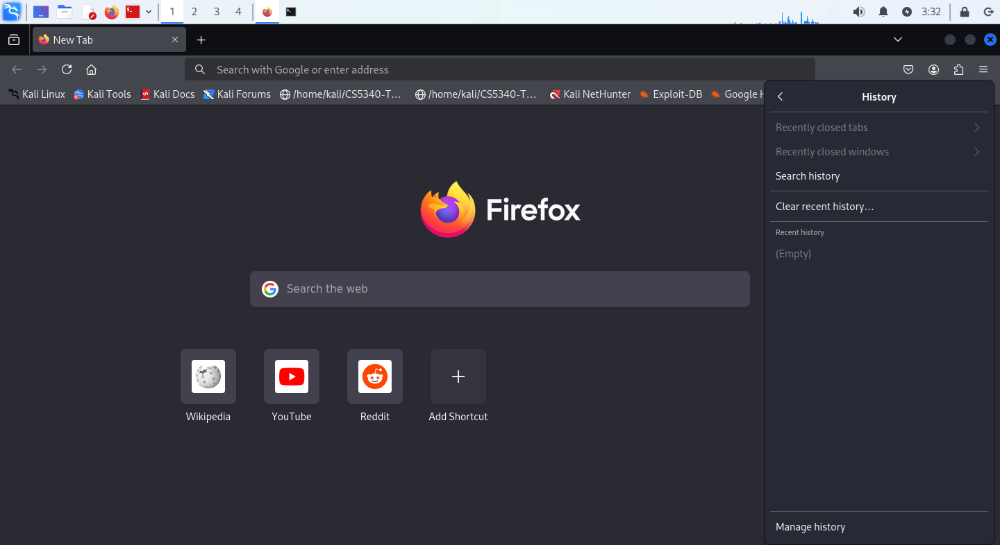 1 2 3 4
3:32
New Tab
Search with Google or enter address
Kali Linux Kali Tools Kali Docs Kali Forums /home/kali/CS5340-T… /home/kali/CS5340-T… Kali NetHunter Exploit-DB Google H
History
Recently closed tabs
Recently closed windows
Search history
Clear recent history…
Recent history
(Empty)
Firefox
Search the web
Wikipedia YouTube Reddit Add Shortcut
Manage history